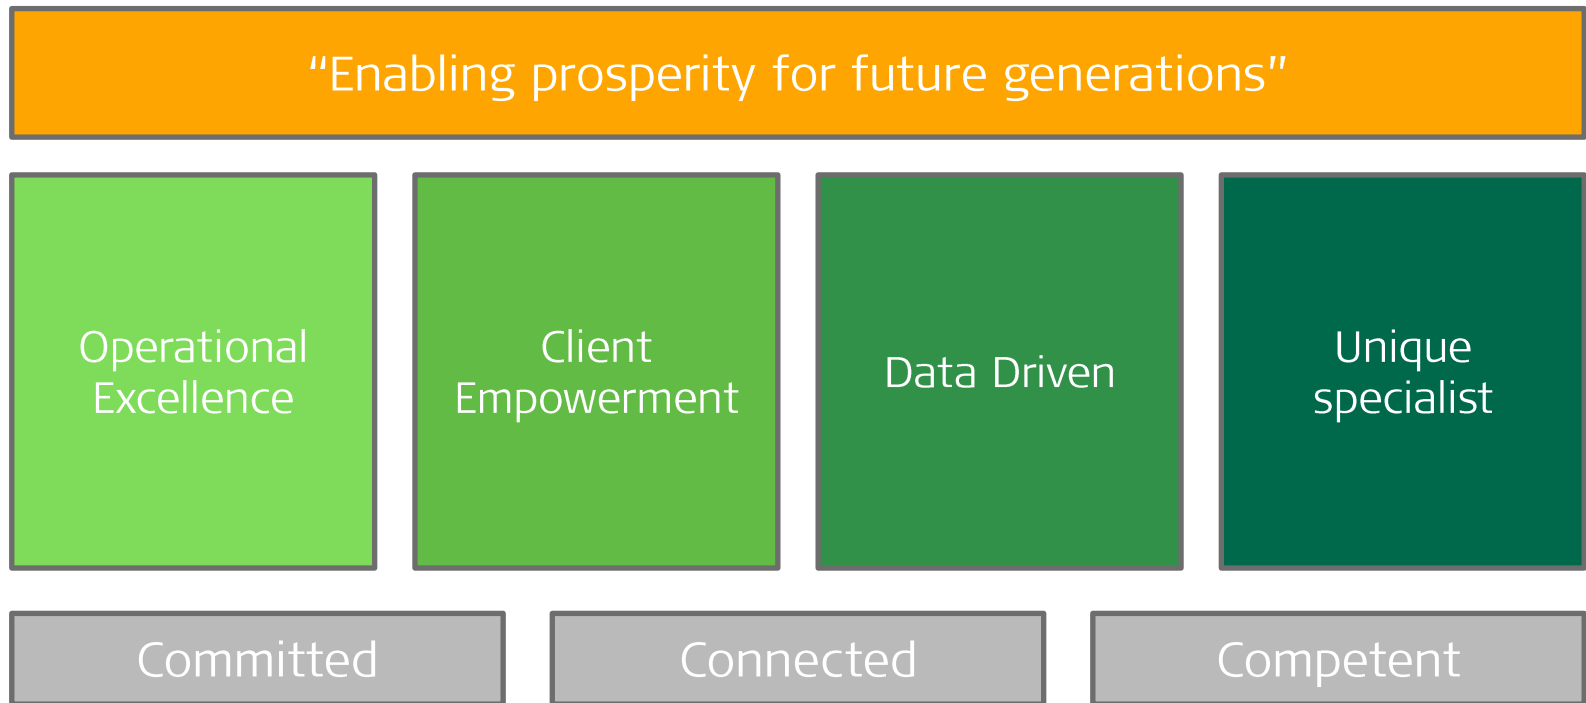 “Enabling prosperity for future generations”
Operational
Excellence
Client
Empowerment
Data Driven
Unique
specialist
Committed
Connected
Competent